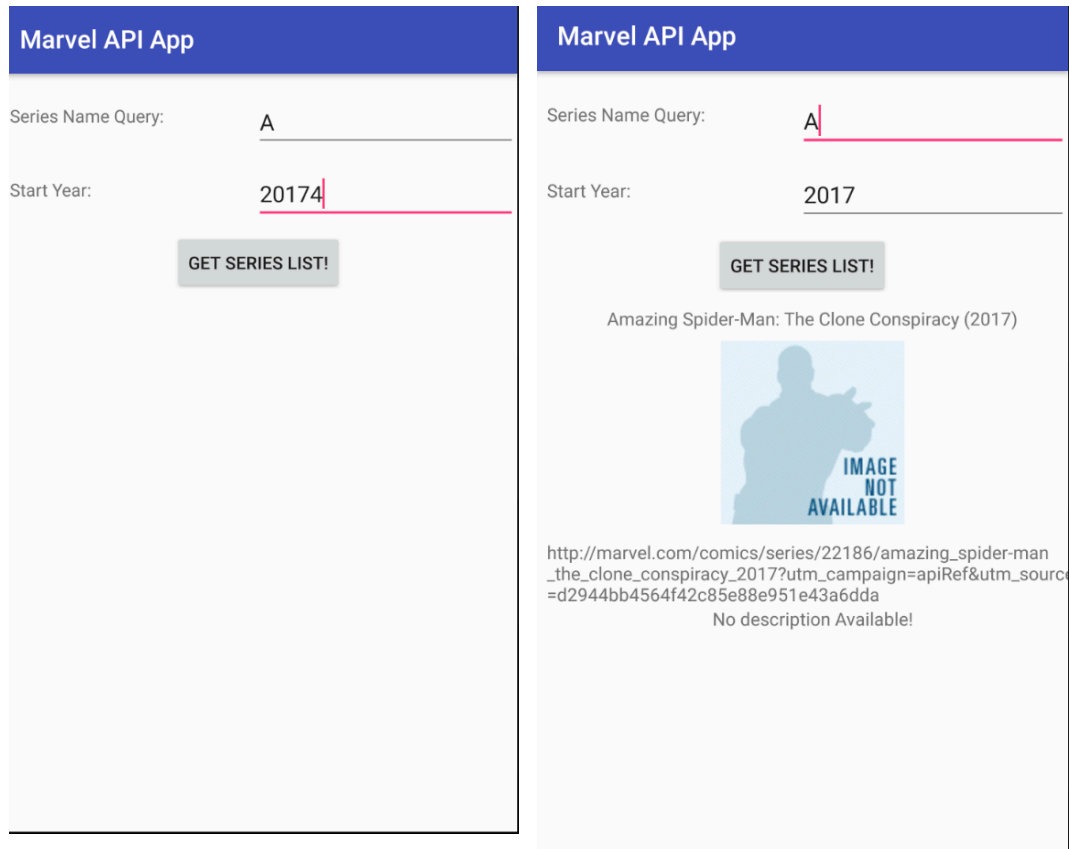 Marvel API App
Series Name Query:
A
Start Year:
20174
GET SERIES LIST!
Marvel API App
Series Name Query:
A
Start Year:
2017
GET SERIES LIST!
Amazing Spider-Man: The Clone Conspiracy (2017)
IMAGE
NOT
AVAILABLE
http://marvel.com/comics/series/22186/amazing_spider-man
_the_clone_conspiracy_2017?utm_campaign=apiRef&utm_source
=d2944bb4564f42c85e88e951e43a6dda
No description Available!